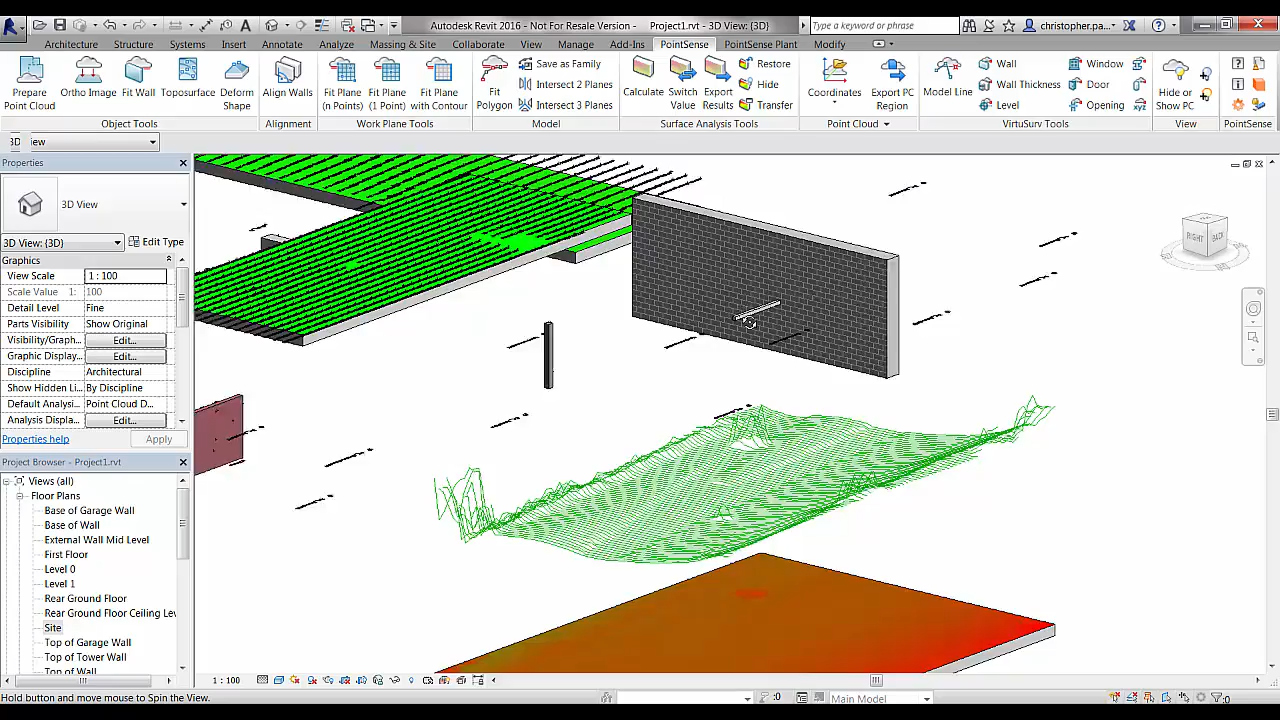 Autodesk Revit 2016 - Not For Resale Version - Project1.rvt - 3D View: {3D}
Type a keyword or phrase
christopher.pa...
Architecture Structure Systems Insert Annotate Analyze Massing & Site Collaborate View Manage Add-Ins PointSense PointSense Plant Modify
Prepare Point Cloud
Ortho Image
Fit Wall
Toposurface
Deform Shape
Align Walls
Fit Plane (n Points)
Fit Plane (1 Point)
Fit Plane with Contour
Fit Polygon
Save as Family
Intersect 2 Planes
Intersect 3 Planes
Calculate
Switch Value
Export Results
Restore
Hide
Transfer
Coordinates
Export PC Region
Model Line
Wall
Wall Thickness
Level
Window
Door
Opening
Hide or Show PC
Object Tools
Alignment
Work Plane Tools
Model
Surface Analysis Tools
Point Cloud
VirtuSurv Tools
View
PointSense
3D iew
Properties
3D View
3D View: {3D}
Edit Type
Graphics
View Scale 1 : 100
Scale Value 1: 100
Detail Level Fine
Parts Visibility Show Original
Visibility/Graph... Edit...
Graphic Display... Edit...
Discipline Architectural
Show Hidden Li... By Discipline
Default Analysi... Point Cloud D...
Analysis Displa... Edit...
Properties help
Apply
Project Browser - Project1.rvt
Views (all)
Floor Plans
Base of Garage Wall
Base of Wall
External Wall Mid Level
First Floor
Level 0
Level 1
Rear Ground Floor
Rear Ground Floor Ceiling Lev
Site
Top of Garage Wall
Top of Tower Wall
Top of Wall
RIGHT
BACK
1 : 100
Hold button and move mouse to Spin the View.
:0
Main Model
:0